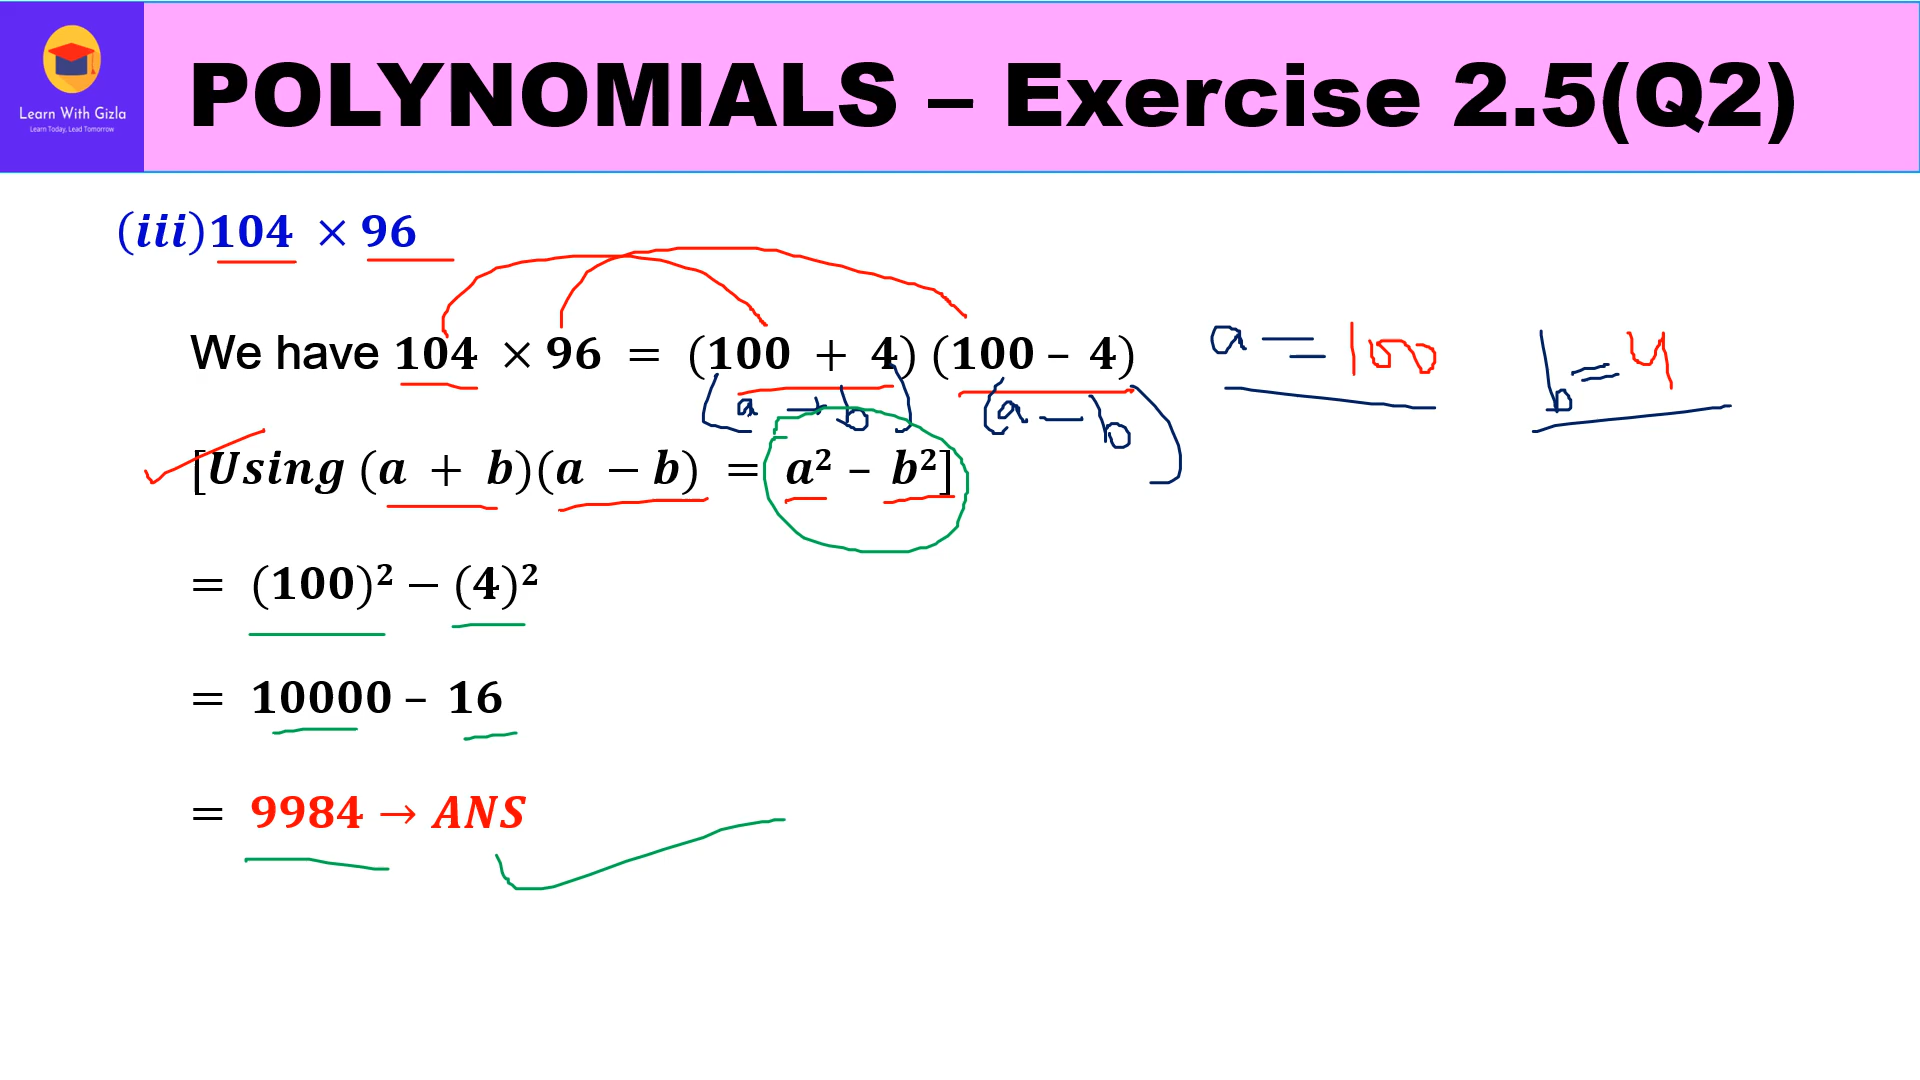 Learn With Gizla
Learn Today, Lead Tomorrow
POLYNOMIALS – Exercise 2.5(Q2)
(iii)104 × 96
We have 104 × 96 = (100 + 4) (100 – 4)
a = 100
b = 4
(a + b)
(a – b)
[Using (a + b)(a − b) = a² – b²]
= (100)² − (4)²
= 10000 – 16
= 9984 → ANS